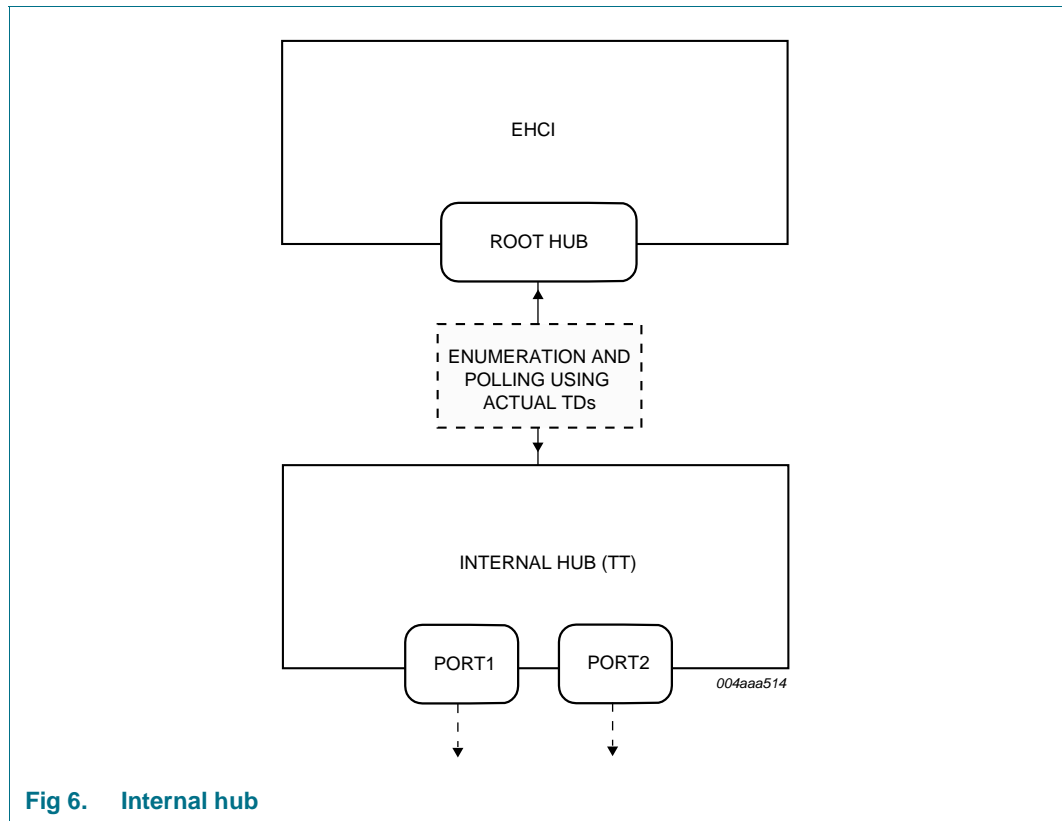 EHCI
ROOT HUB
ENUMERATION AND
POLLING USING
ACTUAL TDs
INTERNAL HUB (TT)
PORT1
PORT2
004aaa514
Fig 6. Internal hub